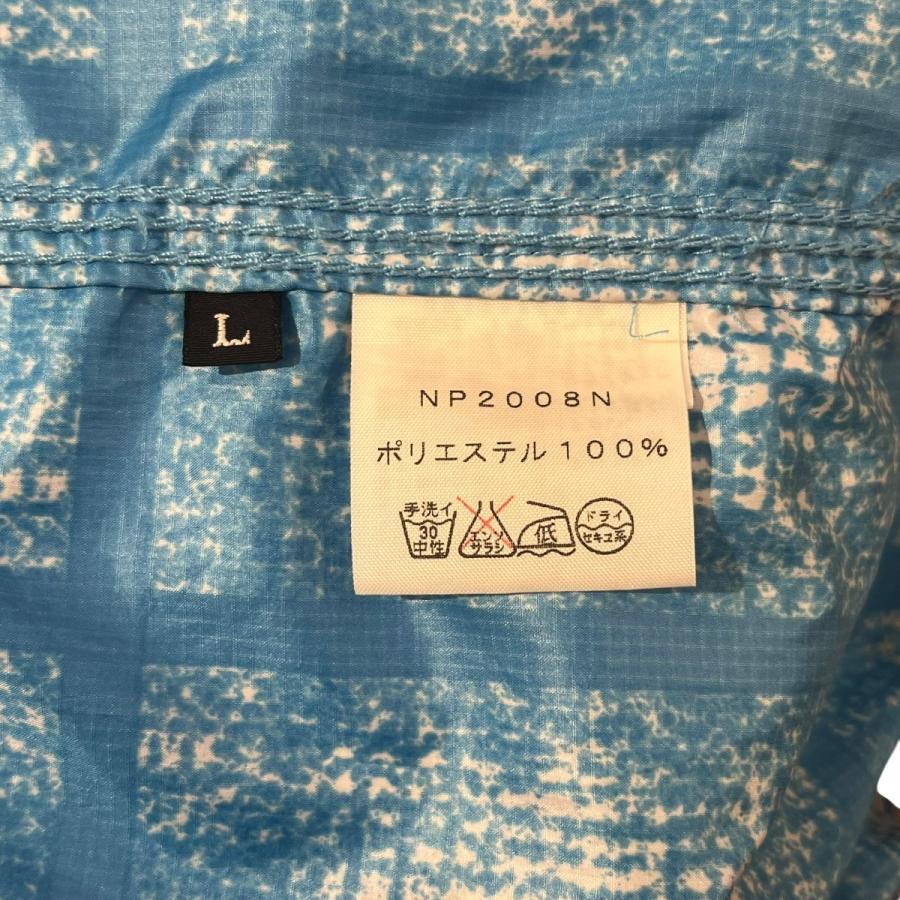 L
NP2008N
ポリエステル100%
手洗イ
30
中性
エンソ
サラシ
低
ドライ
セキユ系